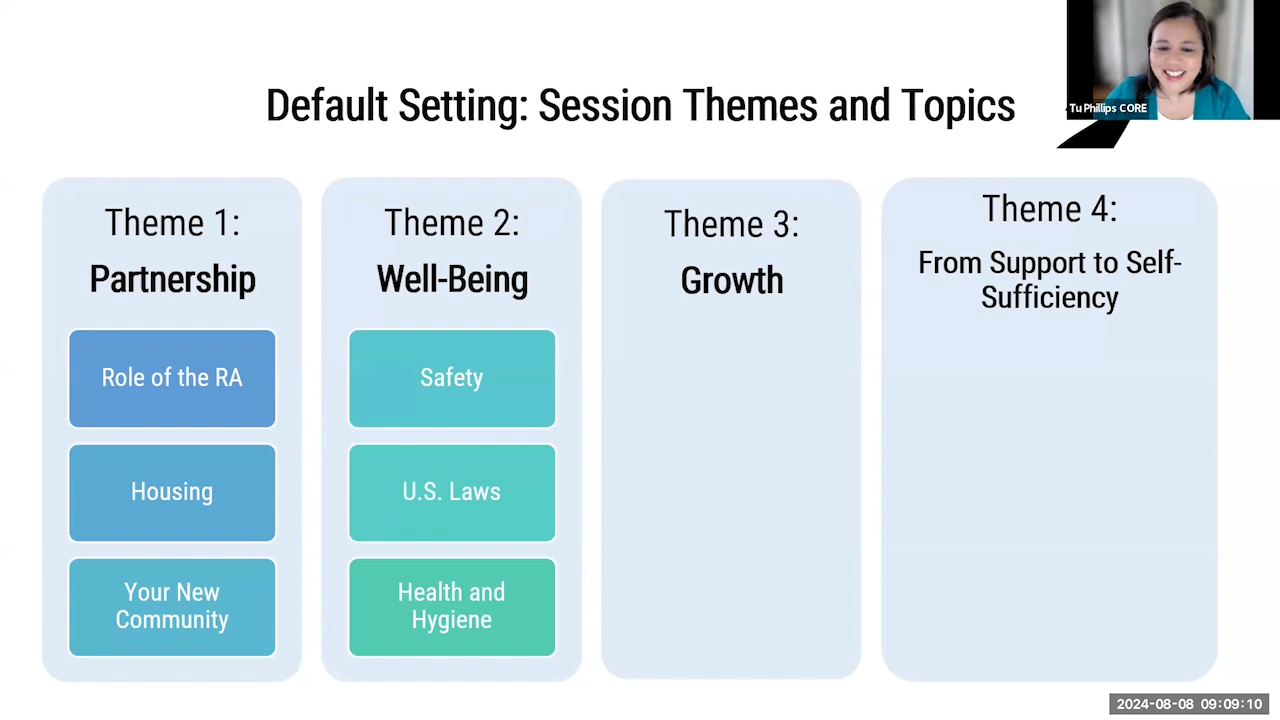 Tu Phillips CORE
Default Setting: Session Themes and Topics
Theme 1:
Partnership
Role of the RA
Housing
Your New
Community
Theme 2:
Well-Being
Safety
U.S. Laws
Health and
Hygiene
Theme 3:
Growth
Theme 4:
From Support to Self-
Sufficiency
2024-08-08 09:09:10